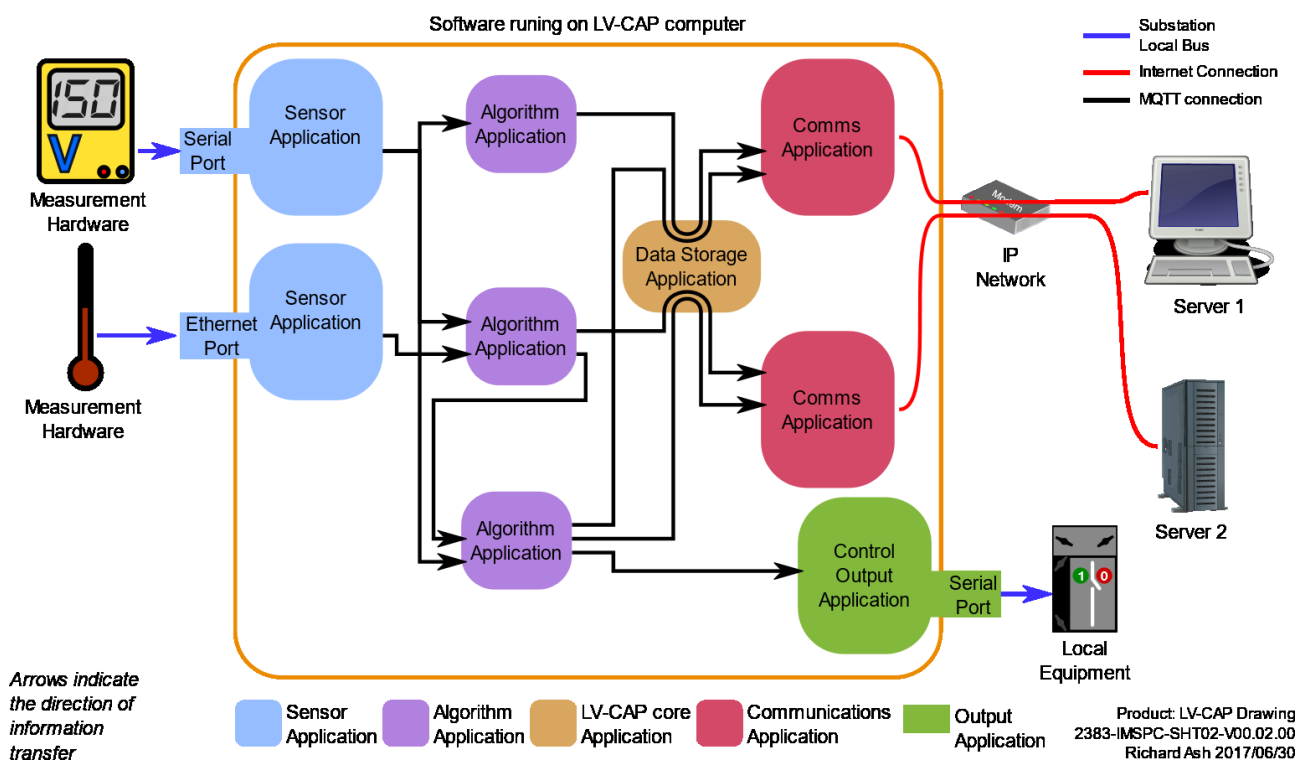 Software runing on LV-CAP computer
Substation
Local Bus
Internet Connection
MQTT connection
150
V
Measurement
Hardware
Serial
Port
Sensor
Application
Algorithm
Application
Comms
Application
Modem
IP
Network
Server 1
Data Storage
Application
Measurement
Hardware
Ethernet
Port
Sensor
Application
Algorithm
Application
Comms
Application
Server 2
Algorithm
Application
Control
Output
Application
Serial
Port
1 0
Local
Equipment
Arrows indicate
the direction of
information
transfer
Sensor
Application
Algorithm
Application
LV-CAP core
Application
Communications
Application
Output
Application
Product: LV-CAP Drawing
2383-IMSPC-SHT02-V00.02.00
Richard Ash 2017/06/30